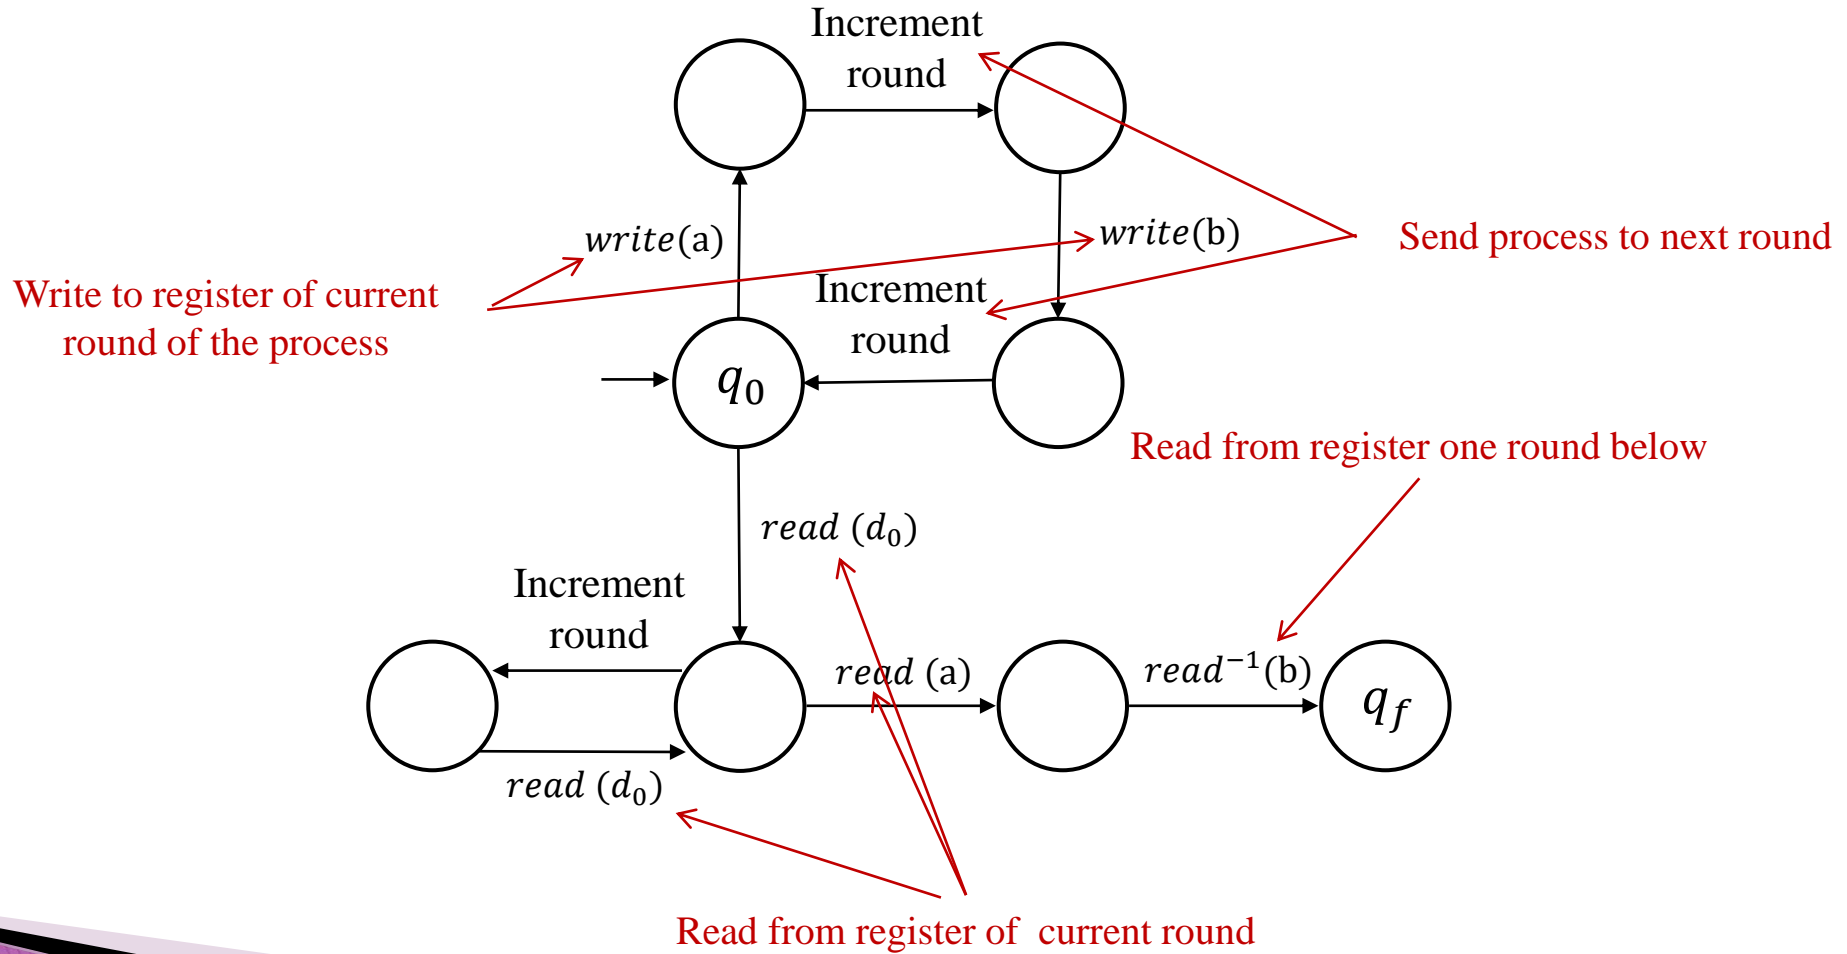 Increment
round
write(a)
write(b)
Send process to next round
Write to register of current
round of the process
Increment
round
q₀
Read from register one round below
read (d₀)
Increment
round
read (a)
read⁻¹(b)
q_f
read (d₀)
Read from register of current round